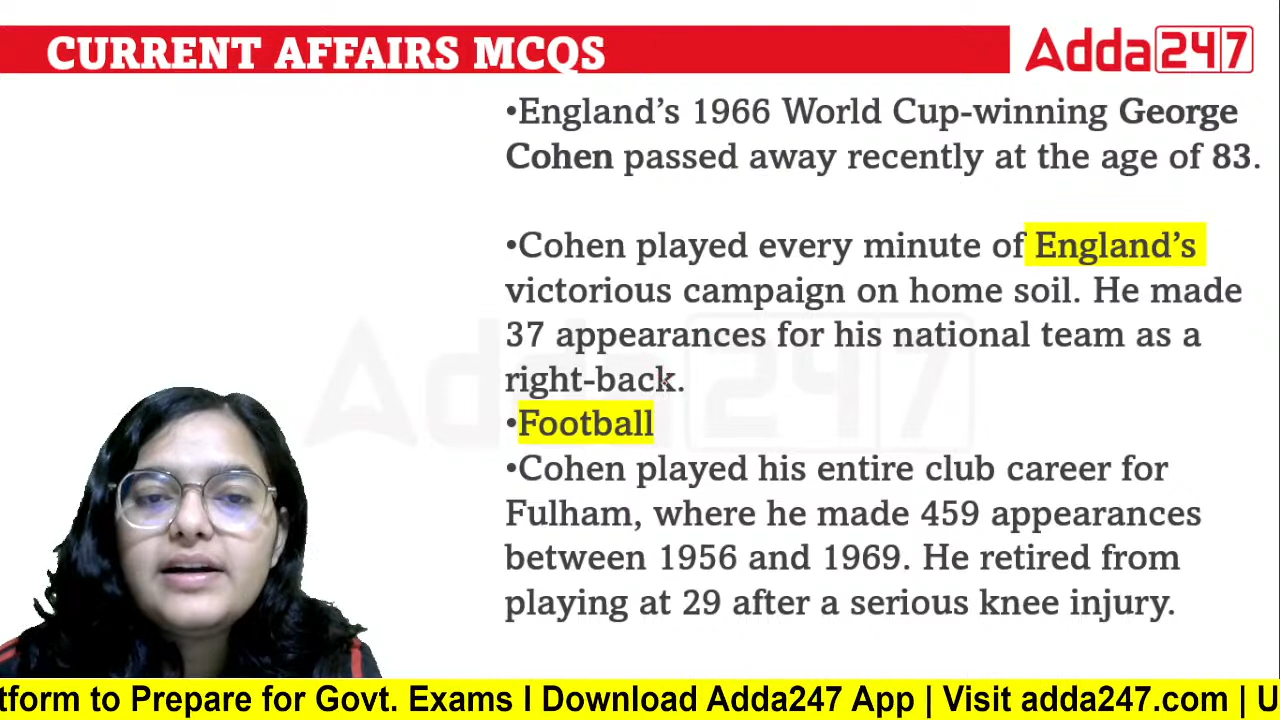 CURRENT AFFAIRS MCQS
Adda247
•England’s 1966 World Cup-winning George
Cohen passed away recently at the age of 83.
•Cohen played every minute of England’s
victorious campaign on home soil. He made
37 appearances for his national team as a
right-back.
•Football
•Cohen played his entire club career for
Fulham, where he made 459 appearances
between 1956 and 1969. He retired from
playing at 29 after a serious knee injury.
Adda247
tform to Prepare for Govt. Exams I Download Adda247 App | Visit adda247.com | U